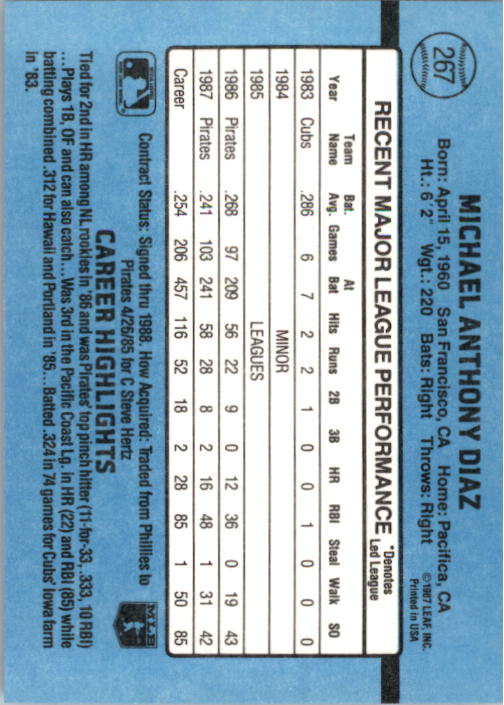 267
MICHAEL ANTHONY DIAZ
Born: April 15, 1960 San Francisco, CA Home: Pacifica, CA
Ht.: 6'2" Wgt.: 220 Bats: Right Throws: Right
©1987 LEAF, INC.
Printed in USA
RECENT MAJOR LEAGUE PERFORMANCE *Denotes Led League
Year Team Name Bat. Avg. Games At Bat Hits Runs 2B 3B HR RBI Steal Walk SO
1983 Cubs .286 6 7 2 2 1 0 0 1 0 0 0
1984 MINOR
1985 LEAGUES
1986 Pirates .268 97 209 56 22 9 0 12 36 0 19 43
1987 Pirates .241 103 241 58 28 8 2 16 48 1 31 42
Career .254 206 457 116 52 18 2 28 85 1 50 85
Contract Status: Signed thru 1988. How Acquired: Traded from Phillies to
Pirates 4/26/85 for C Steve Hertz
MLB
CAREER HIGHLIGHTS
Tied for 2nd in HR among NL rookies in '86 and was Pirates' top pinch hitter (11-for-33, .333, 10 RBI)
...Plays 1B, OF and can also catch...Was 3rd in the Pacific Coast Lg. in HR (22) and RBI (85) while
batting combined .312 for Hawaii and Portland in '85...Batted .324 in 74 games for Cubs' Iowa farm
in '83.